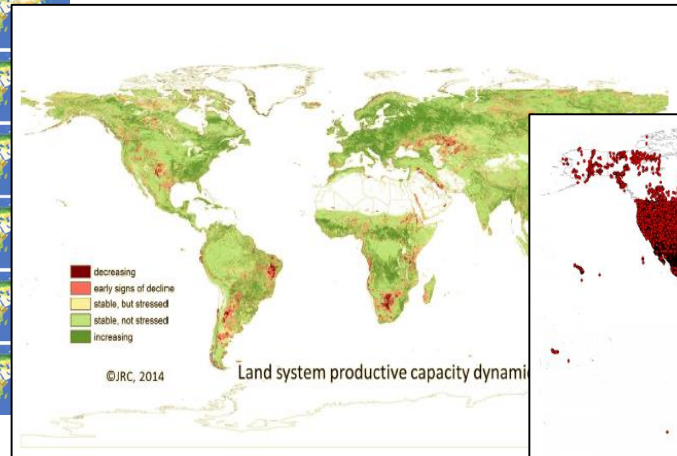 decreasing
early signs of decline
stable, but stressed
stable, not stressed
increasing
©JRC, 2014
Land system productive capacity dynami